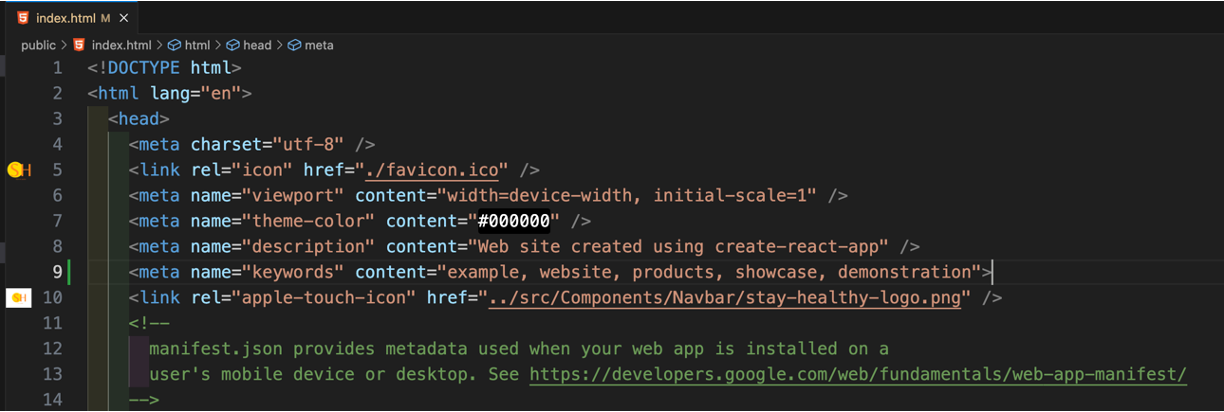 index.html M ×
public > index.html > html > head > meta
1 <!DOCTYPE html>
2 <html lang="en">
3 <head>
4 <meta charset="utf-8" />
SH 5 <link rel="icon" href="./favicon.ico" />
6 <meta name="viewport" content="width=device-width, initial-scale=1" />
7 <meta name="theme-color" content="#000000" />
8 <meta name="description" content="Web site created using create-react-app" />
9 <meta name="keywords" content="example, website, products, showcase, demonstration">
SH 10 <link rel="apple-touch-icon" href="../src/Components/Navbar/stay-healthy-logo.png" />
11 <!--
12 manifest.json provides metadata used when your web app is installed on a
13 user's mobile device or desktop. See https://developers.google.com/web/fundamentals/web-app-manifest/
14 -->